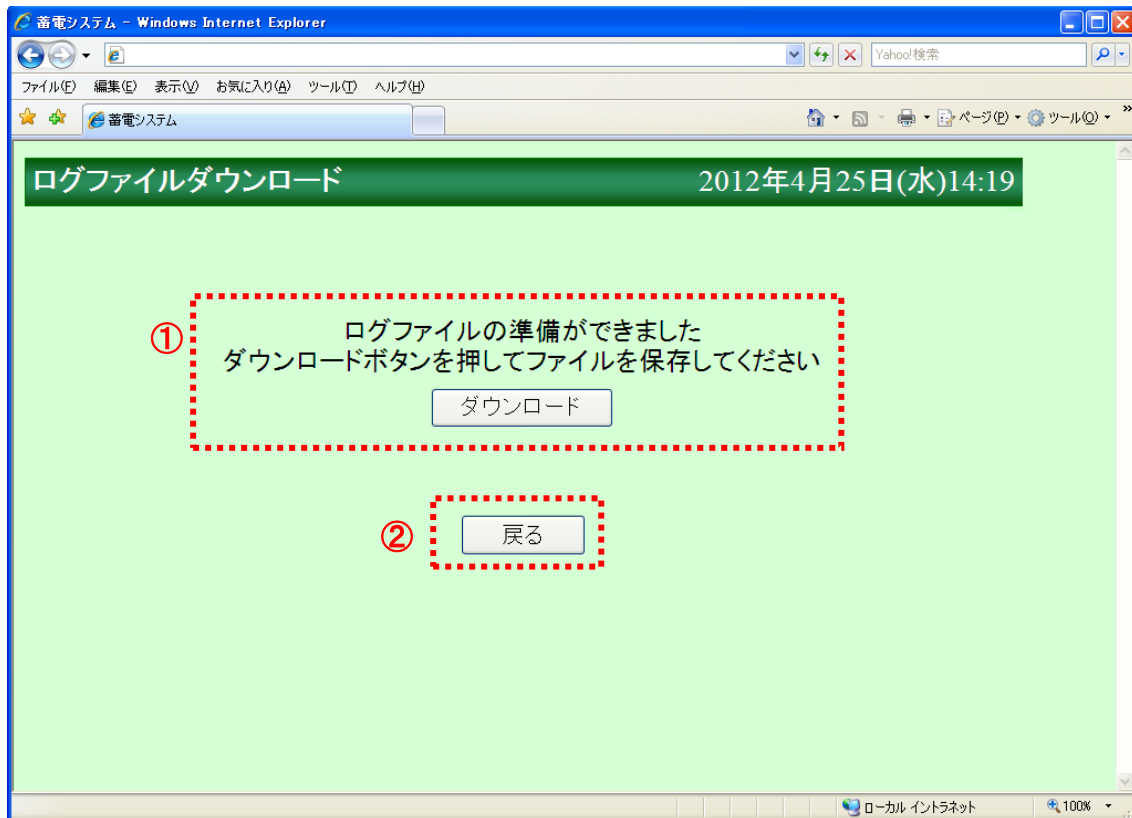 蓄電システム - Windows Internet Explorer
Yahoo!検索
ファイル(F) 編集(E) 表示(V) お気に入り(A) ツール(T) ヘルプ(H)
蓄電システム
ページ(P) ツール(O) »
ログファイルダウンロード 2012年4月25日(水)14:19
①
ログファイルの準備ができました
ダウンロードボタンを押してファイルを保存してください
ダウンロード
②
戻る
ローカル イントラネット 100%